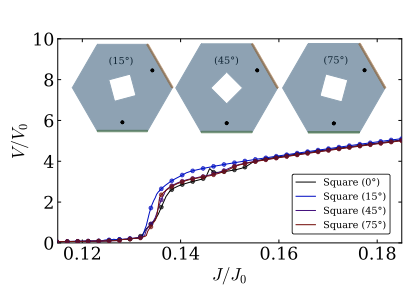 10
8
6
4
2
0
V/V₀
(15°)
(45°)
(75°)
Square (0°)
Square (15°)
Square (45°)
Square (75°)
0.12
0.14
0.16
0.18
J/J₀